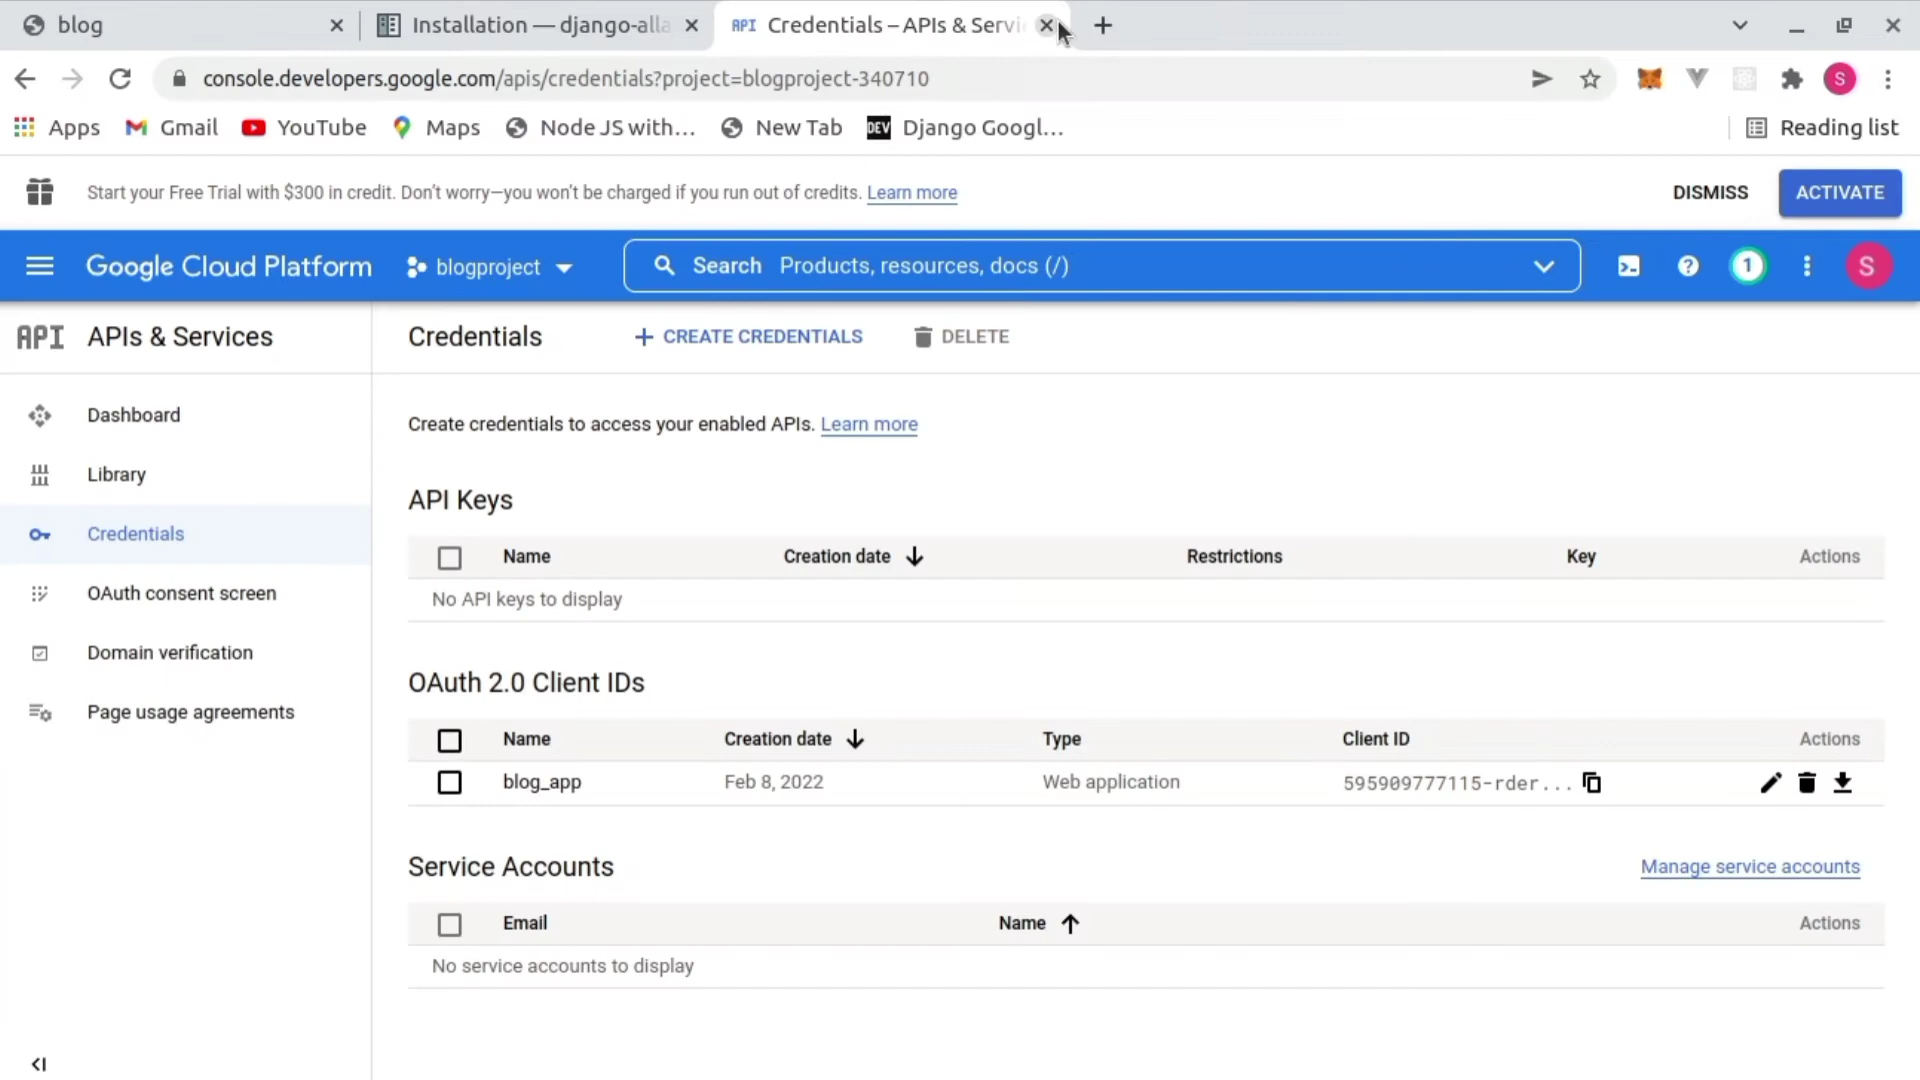 blog
Installation — django-alla
API Credentials – APIs & Servi
console.developers.google.com/apis/credentials?project=blogproject-340710
S
Apps
Gmail
YouTube
Maps
Node JS with...
New Tab
DEV Django Googl...
Reading list
Start your Free Trial with $300 in credit. Don't worry—you won't be charged if you run out of credits. Learn more
DISMISS
ACTIVATE
Google Cloud Platform
blogproject
Search Products, resources, docs (/)
1
S
API APIs & Services
Credentials
CREATE CREDENTIALS
DELETE
Dashboard
Library
Credentials
OAuth consent screen
Domain verification
Page usage agreements
Create credentials to access your enabled APIs. Learn more
API Keys
Name Creation date Restrictions Key Actions
No API keys to display
OAuth 2.0 Client IDs
Name Creation date Type Client ID Actions
blog_app Feb 8, 2022 Web application 595909777115-rder...
Service Accounts
Manage service accounts
Email Name Actions
No service accounts to display